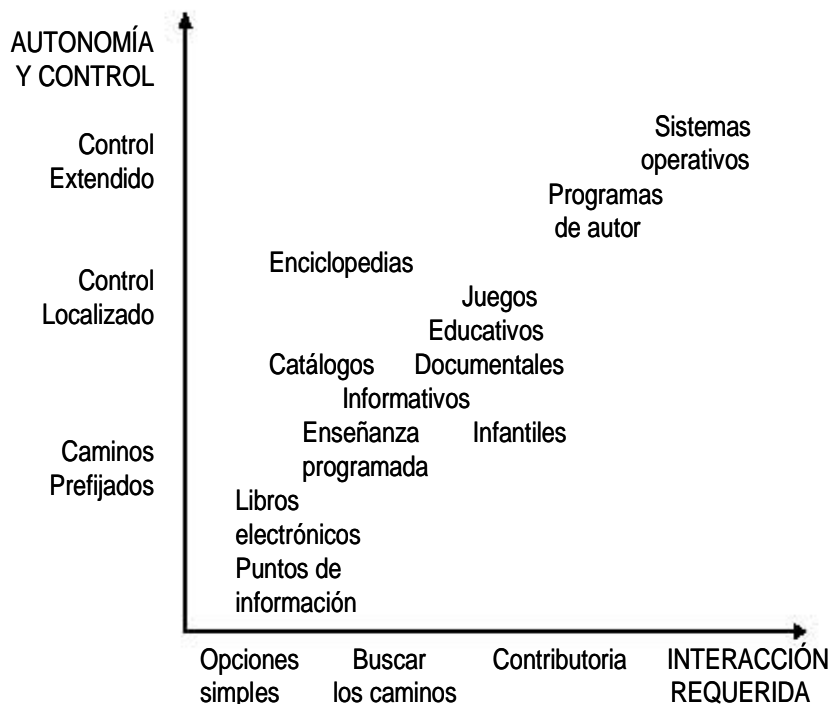 AUTONOMÍA
Y CONTROL
Control
Extendido
Control
Localizado
Caminos
Prefijados
Sistemas
operativos
Programas
de autor
Enciclopedias
Juegos
Educativos
Catálogos
Documentales
Informativos
Enseñanza
programada
Infantiles
Libros
electrónicos
Puntos de
información
Opciones
simples
Buscar
los caminos
Contributoria
INTERACCIÓN
REQUERIDA